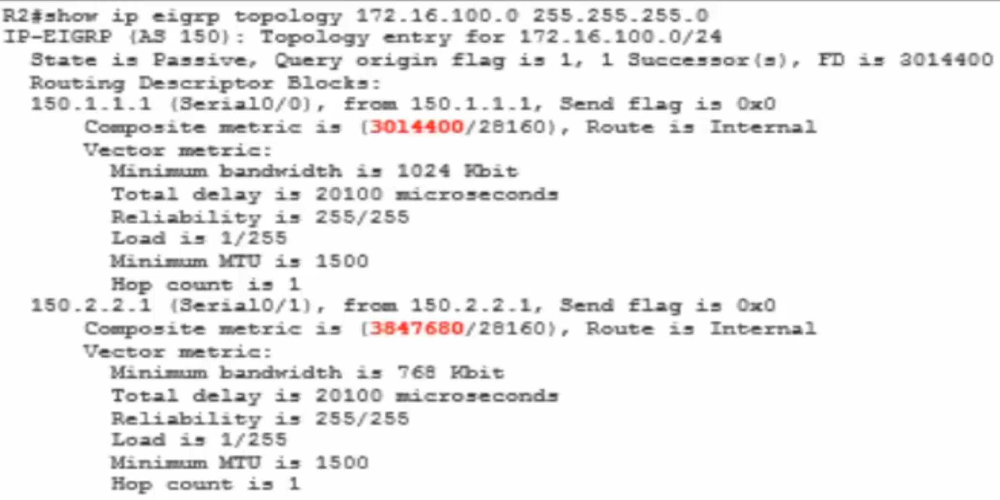 R2#show ip eigrp topology 172.16.100.0 255.255.255.0
IP-EIGRP (AS 150): Topology entry for 172.16.100.0/24
State is Passive, Query origin flag is 1, 1 Successor(s), FD is 3014400
Routing Descriptor Blocks:
150.1.1.1 (Serial0/0), from 150.1.1.1, Send flag is 0x0
Composite metric is (3014400/28160), Route is Internal
Vector metric:
Minimum bandwidth is 1024 Kbit
Total delay is 20100 microseconds
Reliability is 255/255
Load is 1/255
Minimum MTU is 1500
Hop count is 1
150.2.2.1 (Serial0/1), from 150.2.2.1, Send flag is 0x0
Composite metric is (3847680/28160), Route is Internal
Vector metric:
Minimum bandwidth is 768 Kbit
Total delay is 20100 microseconds
Reliability is 255/255
Load is 1/255
Minimum MTU is 1500
Hop count is 1